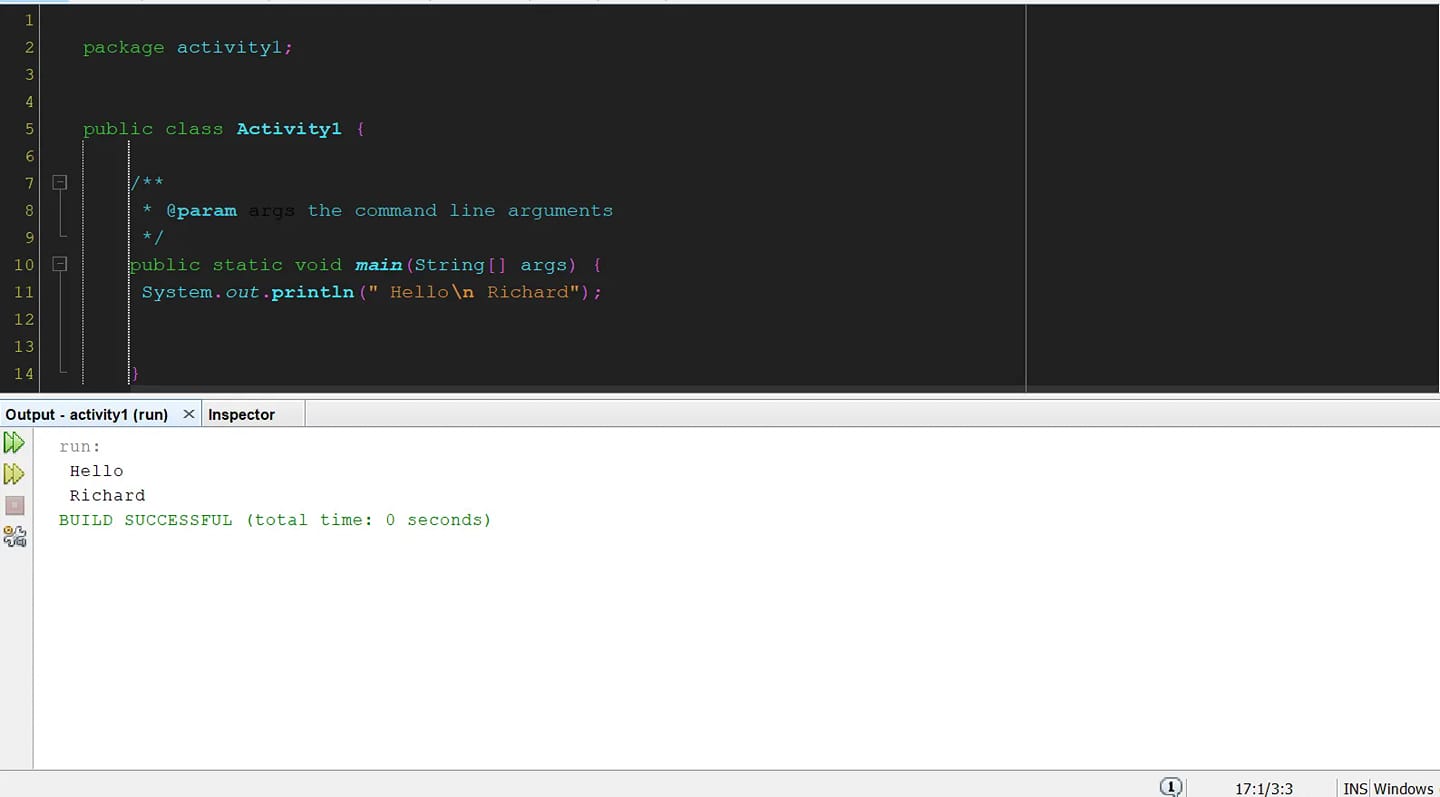 1
2 package activity1;
3
4
5 public class Activity1 {
6
7 /**
8 * @param args the command line arguments
9 */
10 public static void main(String[] args) {
11 System.out.println(" Hello\n Richard");
12
13
14 }
Output - activity1 (run) × Inspector
run:
Hello
Richard
BUILD SUCCESSFUL (total time: 0 seconds)
1 17:1/3:3 INS Windows